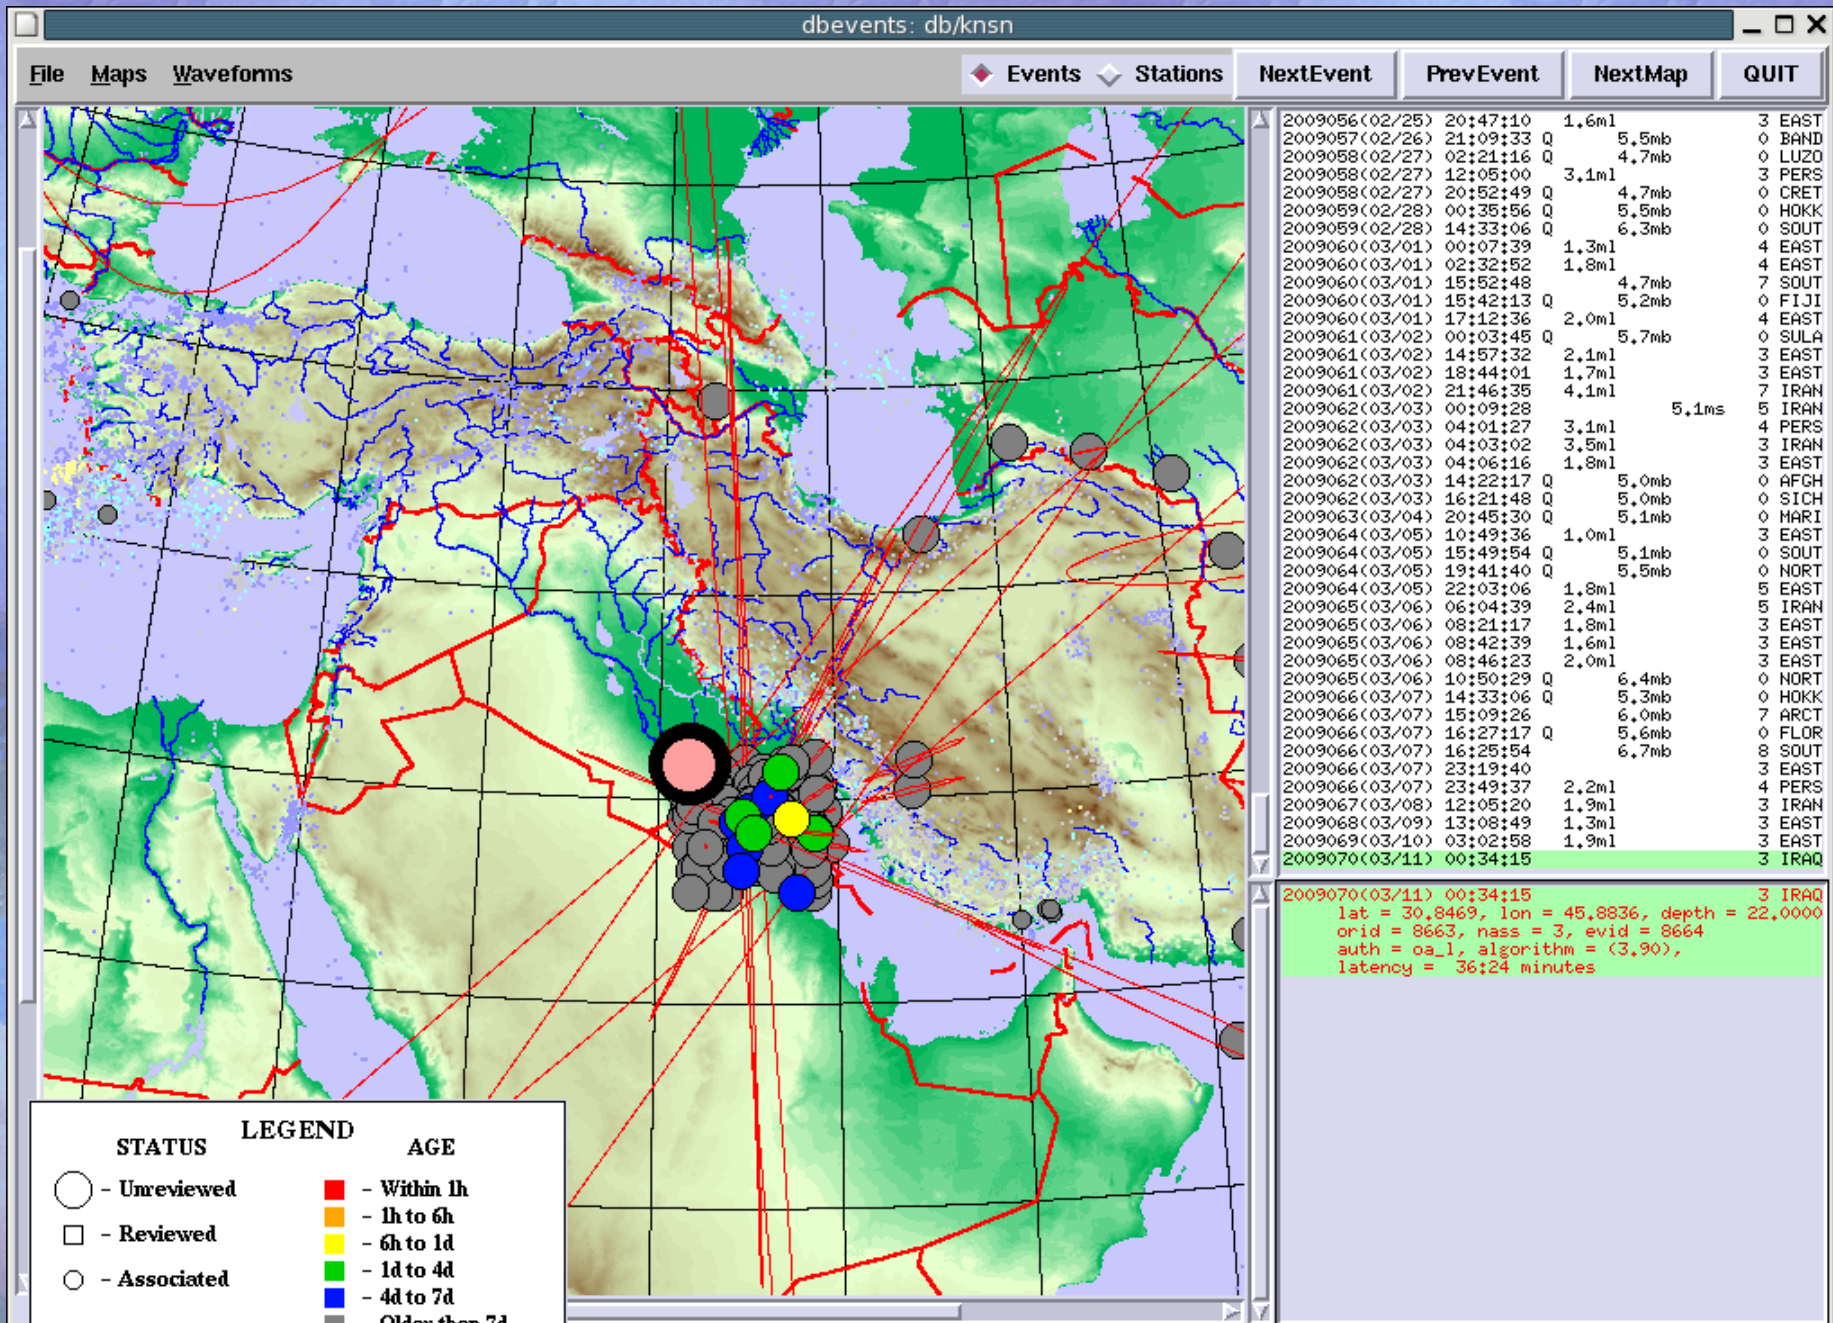 dbevents: db/knsn
File Maps Waveforms Events Stations NextEvent PrevEvent NextMap QUIT
2009056(02/25) 20:47:10 1.6ml 3 EAST
2009057(02/26) 21:09:33 Q 5.5mb 0 BAND
2009058(02/27) 02:21:16 Q 4.7mb 0 LUZO
2009058(02/27) 12:05:00 3.1ml 3 PERS
2009058(02/27) 20:52:49 Q 4.7mb 0 CRET
2009059(02/28) 00:35:56 Q 5.5mb 0 HOKK
2009059(02/28) 14:33:06 Q 6.3mb 0 SOUT
2009060(03/01) 00:07:39 1.3ml 4 EAST
2009060(03/01) 02:32:52 1.8ml 4 EAST
2009060(03/01) 15:52:48 4.7mb 7 SOUT
2009060(03/01) 15:42:13 Q 5.2mb 0 FIJI
2009060(03/01) 17:12:36 2.0ml 4 EAST
2009061(03/02) 00:03:45 Q 5.7mb 0 SULA
2009061(03/02) 14:57:32 2.1ml 3 EAST
2009061(03/02) 18:44:01 1.7ml 3 EAST
2009061(03/02) 21:46:35 4.1ml 7 IRAN
2009062(03/03) 00:09:28 5.1ms 5 IRAN
2009062(03/03) 04:01:27 3.1ml 4 PERS
2009062(03/03) 04:03:02 3.5ml 3 IRAN
2009062(03/03) 04:06:16 1.8ml 3 EAST
2009062(03/03) 14:22:17 Q 5.0mb 0 AFGH
2009062(03/03) 16:21:48 Q 5.0mb 0 SICH
2009063(03/04) 20:45:30 Q 5.1mb 0 MARI
2009064(03/05) 10:49:36 1.0ml 3 EAST
2009064(03/05) 15:49:54 Q 5.1mb 0 SOUT
2009064(03/05) 19:41:40 Q 5.5mb 0 NORT
2009064(03/05) 22:03:06 1.8ml 5 EAST
2009065(03/06) 06:04:39 2.4ml 5 IRAN
2009065(03/06) 08:21:17 1.8ml 3 EAST
2009065(03/06) 08:42:39 1.6ml 3 EAST
2009065(03/06) 08:46:23 2.0ml 3 EAST
2009065(03/06) 10:50:29 Q 6.4mb 0 NORT
2009066(03/07) 14:33:06 Q 5.3mb 0 HOKK
2009066(03/07) 15:09:26 6.0mb 7 ARCT
2009066(03/07) 16:27:17 Q 5.6mb 0 FLOR
2009066(03/07) 16:25:54 6.7mb 8 SOUT
2009066(03/07) 23:19:40 3 EAST
2009066(03/07) 23:49:37 2.2ml 4 PERS
2009067(03/08) 12:05:20 1.9ml 3 IRAN
2009068(03/09) 13:08:49 1.3ml 3 EAST
2009069(03/10) 03:02:58 1.9ml 3 EAST
2009070(03/11) 00:34:15 3 IRAQ
2009070(03/11) 00:34:15 3 IRAQ
lat = 30.8469, lon = 45.8836, depth = 22.0000
orid = 8663, nass = 3, evid = 8664
auth = oa_l, algorithm = (3.90),
latency = 36:24 minutes
LEGEND
STATUS AGE
- Unreviewed - Within 1h
- 1h to 6h
- Reviewed - 6h to 1d
- 1d to 4d
- Associated - 4d to 7d
Older than 7d